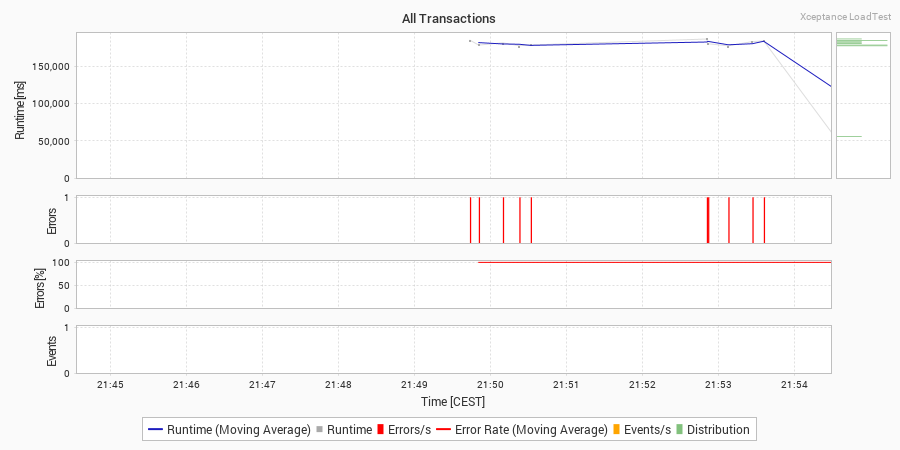 All Transactions
Xceptance LoadTest
Runtime [ms]
150,000
100,000
50,000
0
Errors
1
0
Errors [%]
100
50
0
Events
1
0
21:45 21:46 21:47 21:48 21:49 21:50 21:51 21:52 21:53 21:54
Time [CEST]
Runtime (Moving Average) Runtime Errors/s Error Rate (Moving Average) Events/s Distribution